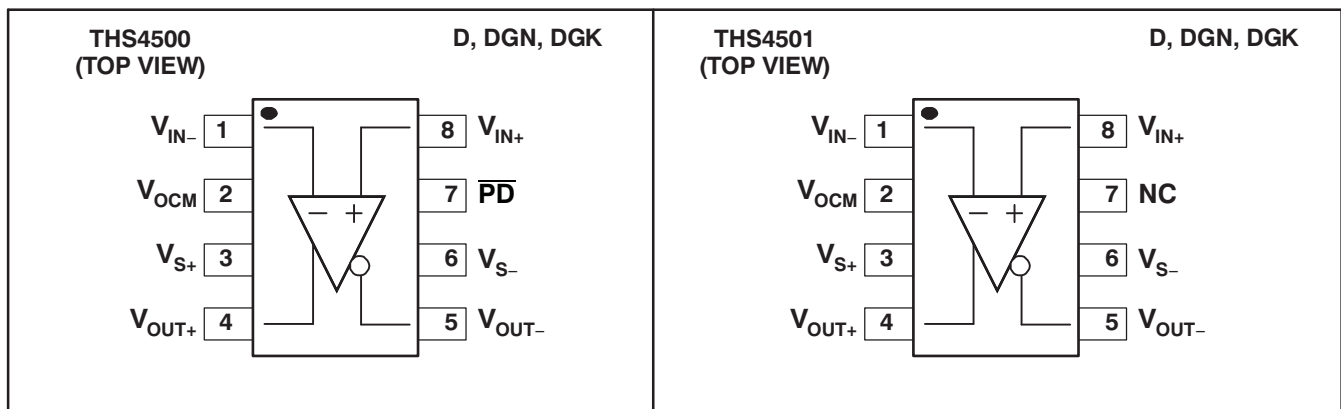 THS4500
(TOP VIEW)
D, DGN, DGK
V_IN− 1
8 V_IN+
V_OCM 2
7 P̅D̅
V_S+ 3
6 V_S−
V_OUT+ 4
5 V_OUT−
− +
THS4501
(TOP VIEW)
D, DGN, DGK
V_IN− 1
8 V_IN+
V_OCM 2
7 NC
V_S+ 3
6 V_S−
V_OUT+ 4
5 V_OUT−
− +